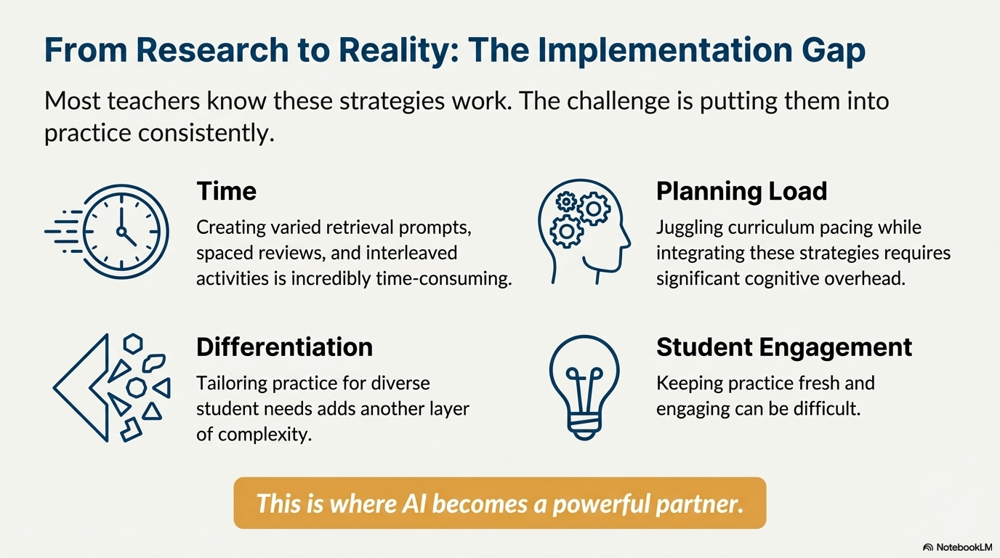 From Research to Reality: The Implementation Gap
Most teachers know these strategies work. The challenge is putting them into
practice consistently.
Time
Creating varied retrieval prompts,
spaced reviews, and interleaved
activities is incredibly time-consuming.
Planning Load
Juggling curriculum pacing while
integrating these strategies requires
significant cognitive overhead.
Differentiation
Tailoring practice for diverse
student needs adds another layer
of complexity.
Student Engagement
Keeping practice fresh and
engaging can be difficult.
This is where AI becomes a powerful partner.
NotebookLM